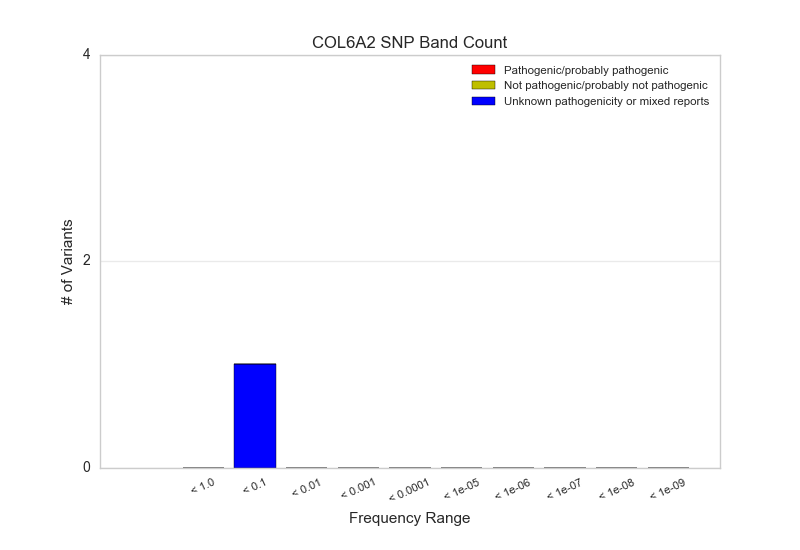 COL6A2 SNP Band Count
Pathogenic/probably pathogenic
Not pathogenic/probably not pathogenic
Unknown pathogenicity or mixed reports
4
2
0
# of Variants
< 1.0
< 0.1
< 0.01
< 0.001
< 0.0001
< 1e-05
< 1e-06
< 1e-07
< 1e-08
< 1e-09
Frequency Range